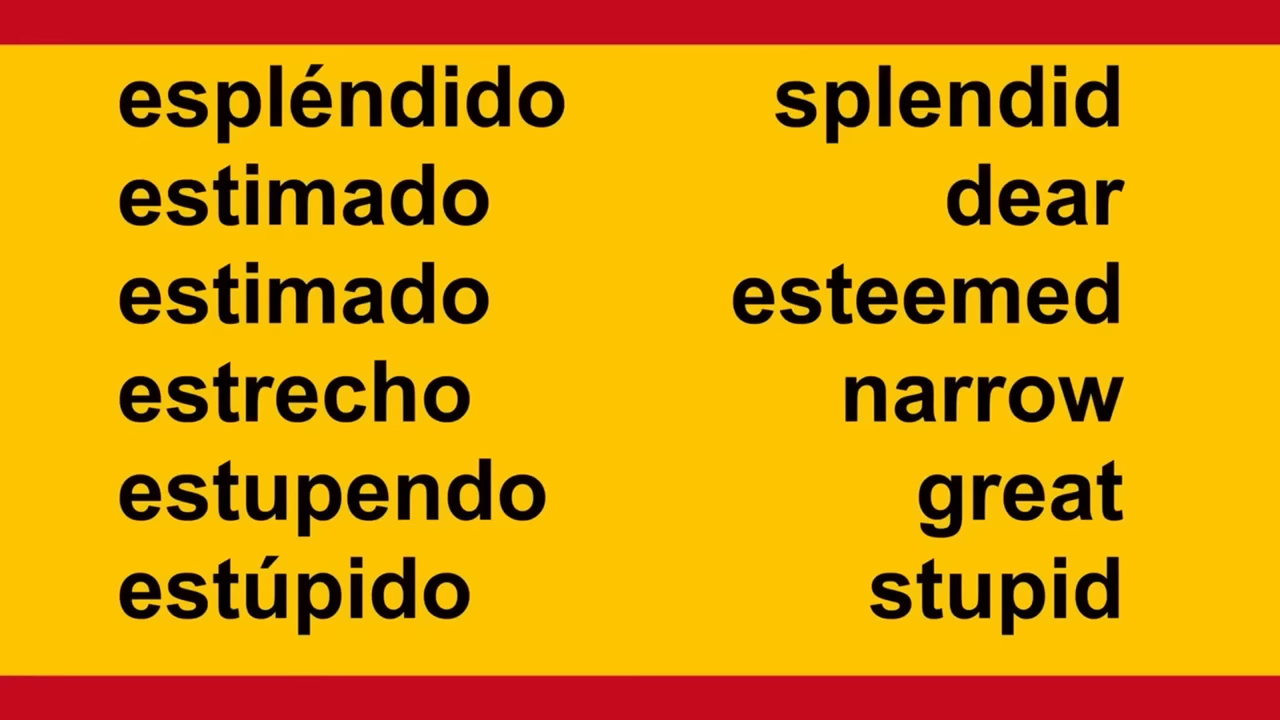 espléndido splendid
estimado dear
estimado esteemed
estrecho narrow
estupendo great
estúpido stupid